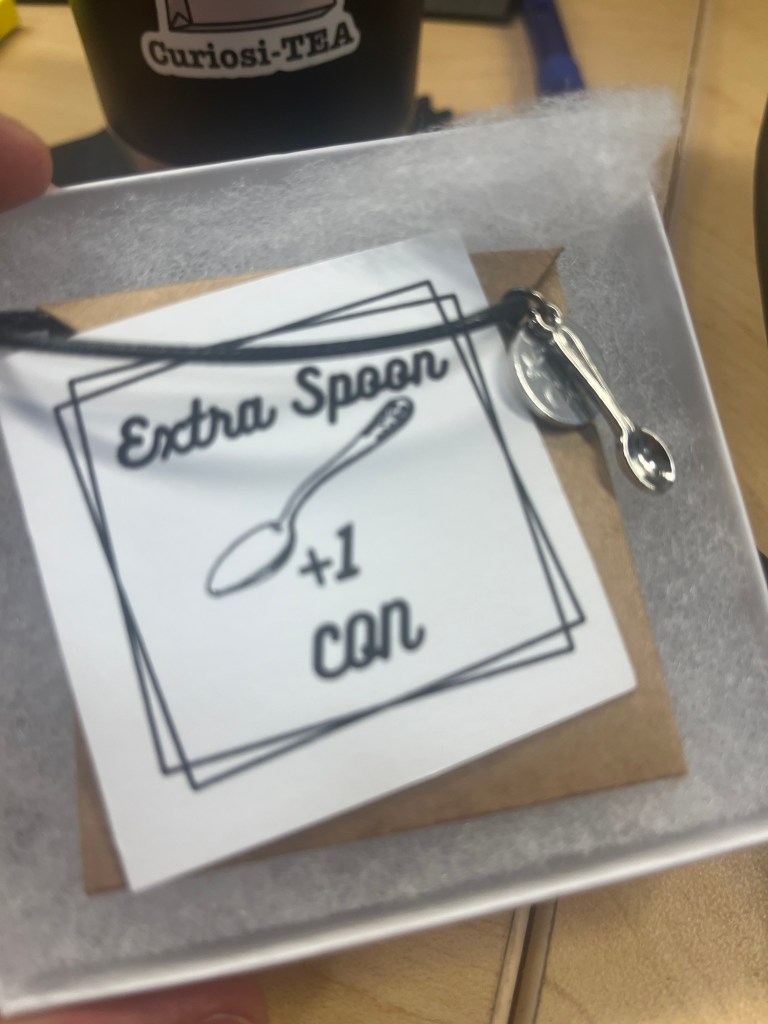 Curiosi-TEA
Extra Spoon
+1
con